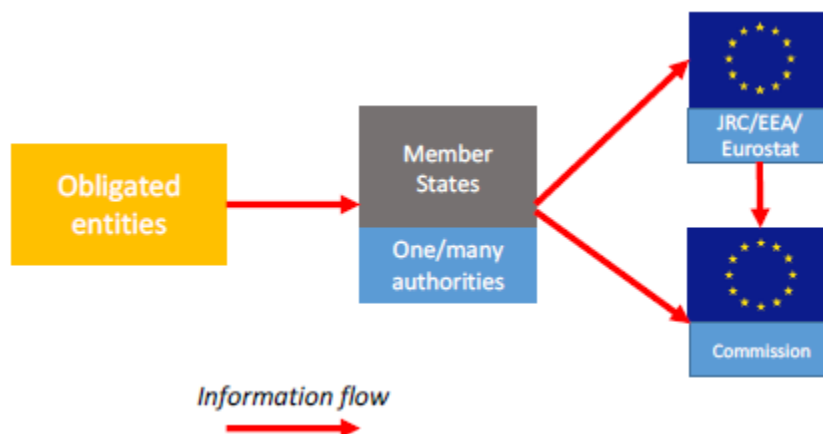 Obligated
entities
Member
States
One/many
authorities
JRC/EEA/
Eurostat
Commission
Information flow